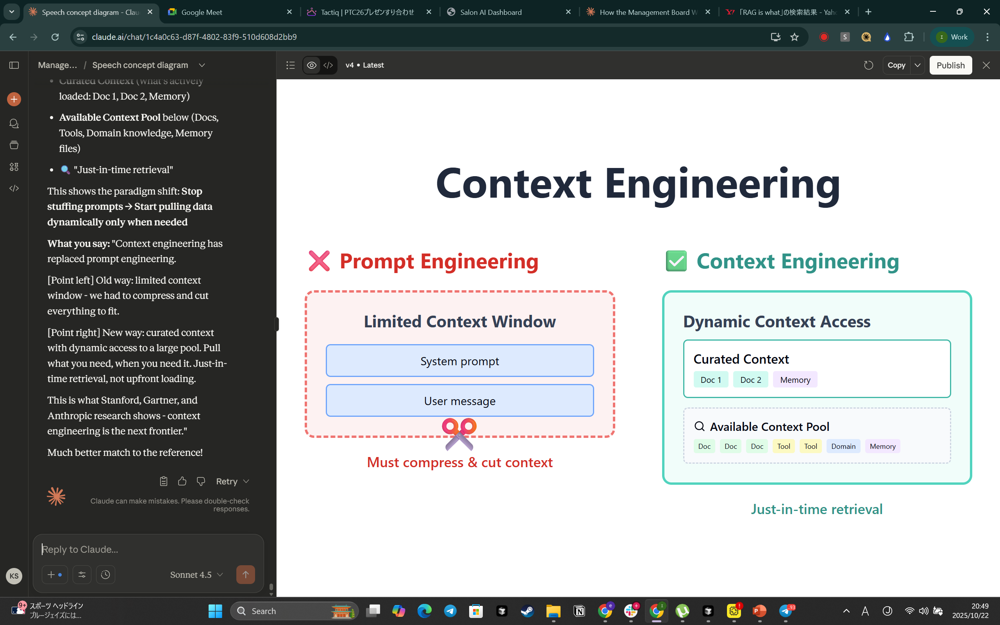 Speech concept diagram - Clau
Google Meet
Tactiq | PTC26プレゼンすり合わせ
Salon AI Dashboard
How the Management Board W
「RAG is what」の検索結果 - Yah
claude.ai/chat/1c4a0c63-d87f-4802-83f9-510d608d2bb9
S
I
Work
Manage... / Speech concept diagram
v4 • Latest
Copy
Publish
Curated Context (what's actively
loaded: Doc 1, Doc 2, Memory)
Available Context Pool below (Docs,
Tools, Domain knowledge, Memory
files)
🔍 "Just-in-time retrieval"
This shows the paradigm shift: Stop
stuffing prompts → Start pulling data
dynamically only when needed
What you say: "Context engineering has
replaced prompt engineering.
[Point left] Old way: limited context
window - we had to compress and cut
everything to fit.
[Point right] New way: curated context
with dynamic access to a large pool. Pull
what you need, when you need it. Just-in-
time retrieval, not upfront loading.
This is what Stanford, Gartner, and
Anthropic research shows - context
engineering is the next frontier."
Much better match to the reference!
Retry
Claude can make mistakes. Please double-check
responses.
Reply to Claude...
Sonnet 4.5
KS
Context Engineering
❌ Prompt Engineering
Limited Context Window
System prompt
User message
Must compress & cut context
✅ Context Engineering
Dynamic Context Access
Curated Context
Doc 1
Doc 2
Memory
Available Context Pool
Doc
Doc
Doc
Tool
Tool
Domain
Memory
Just-in-time retrieval
9+
スポーツ ヘッドライン
ブルージェイズには...
Search
..93
A
J
20:49
2025/10/22